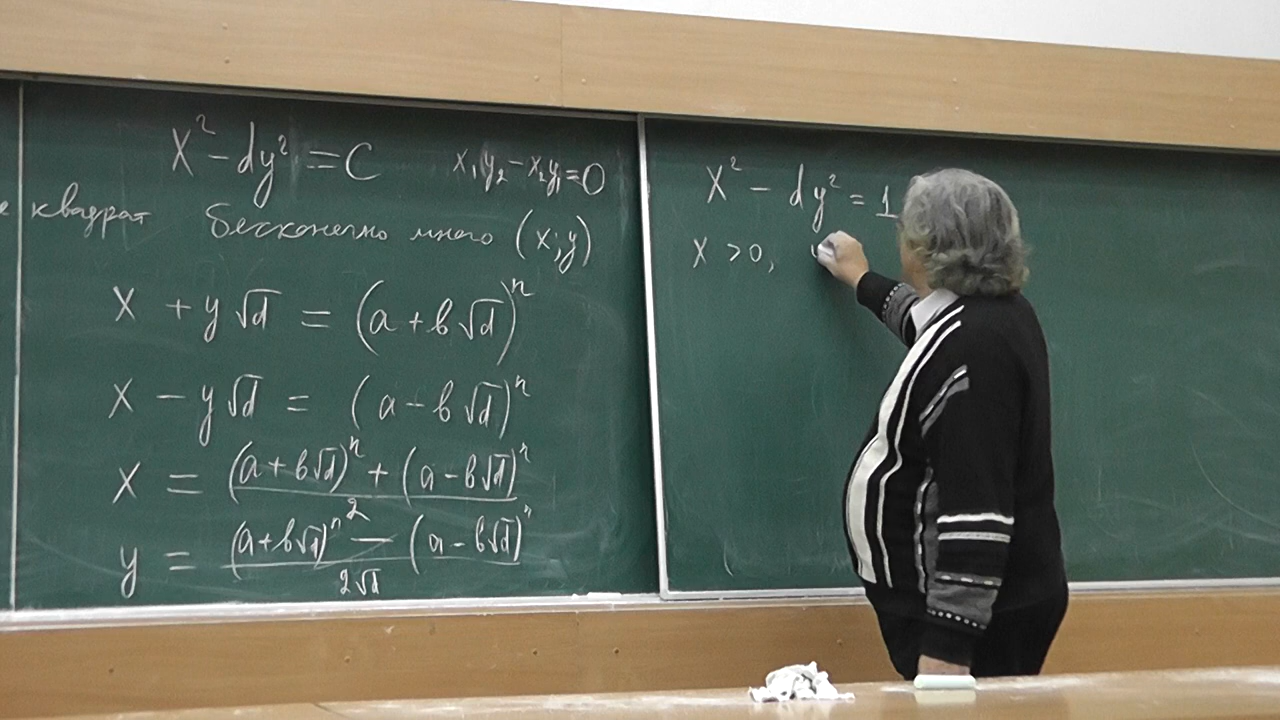 x² - dy² = C
x₁y₂ - x₂y₁ = 0
квадрат бесконечно много (x; y)
x + y√d = (a + b√d)ⁿ
x - y√d = (a - b√d)ⁿ
x = ((a + b√d)ⁿ + (a - b√d)ⁿ) / 2
y = ((a + b√d)ⁿ - (a - b√d)ⁿ) / 2√d
x² - dy² = 1
x > 0,